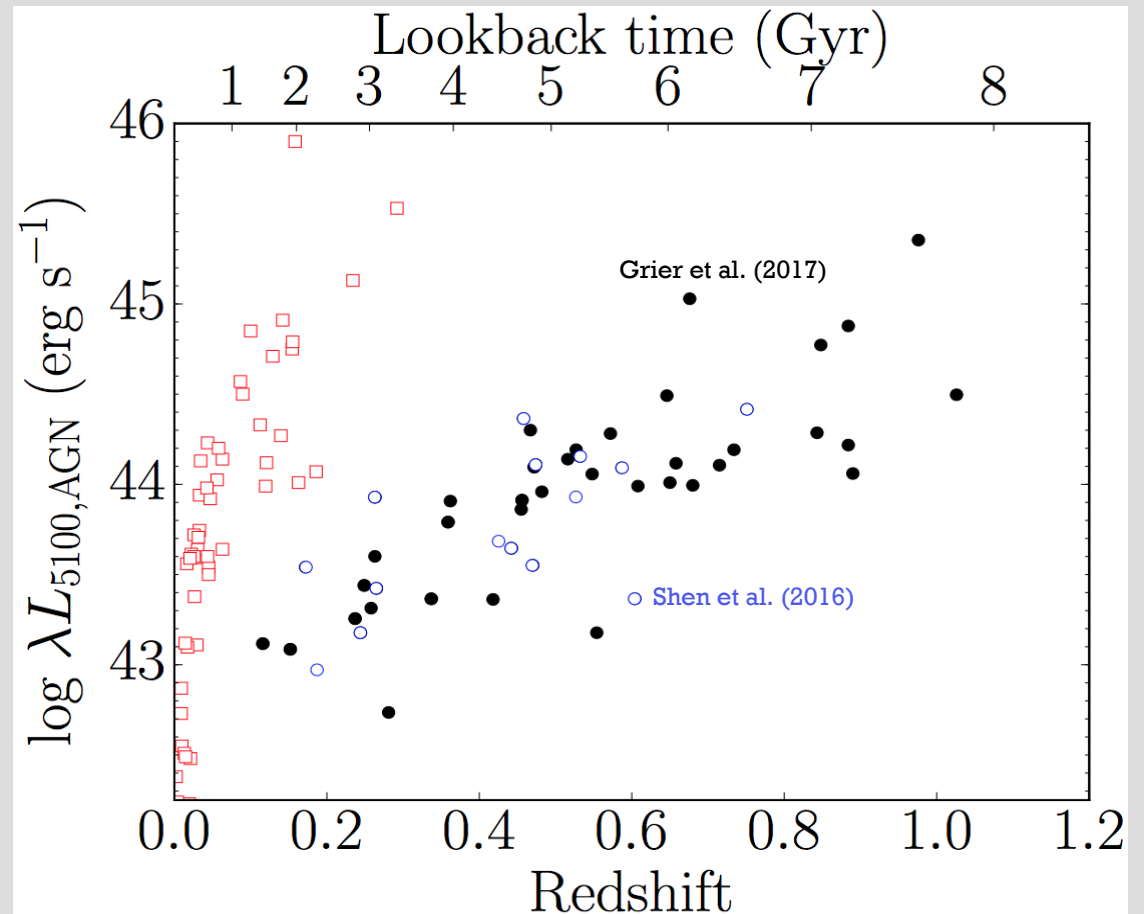 Lookback time (Gyr)
1 2 3 4 5 6 7 8
46
45
44
43
log λL5100,AGN (erg s−1)
Grier et al. (2017)
Shen et al. (2016)
0.0 0.2 0.4 0.6 0.8 1.0 1.2
Redshift